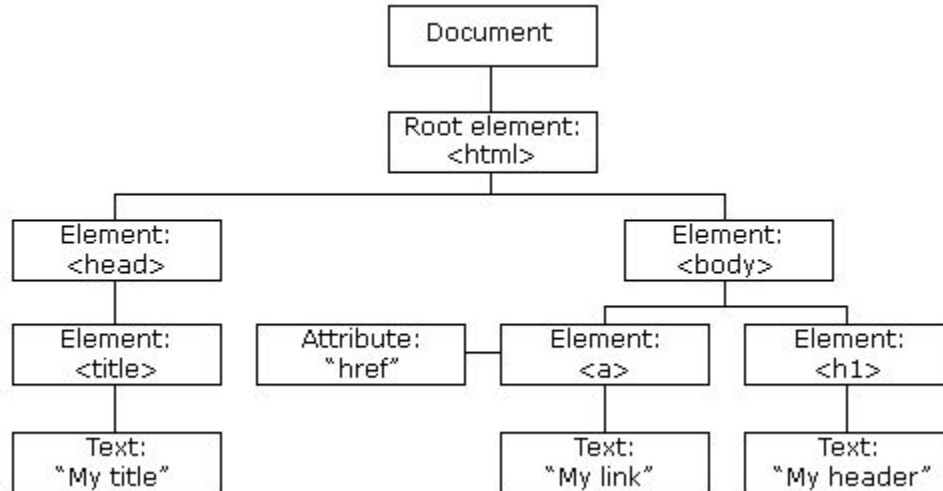 Document
Root element:
<html>
Element:
<head>
Element:
<body>
Element:
<title>
Attribute:
“href”
Element:
<a>
Element:
<h1>
Text:
“My title”
Text:
“My link”
Text:
“My header”